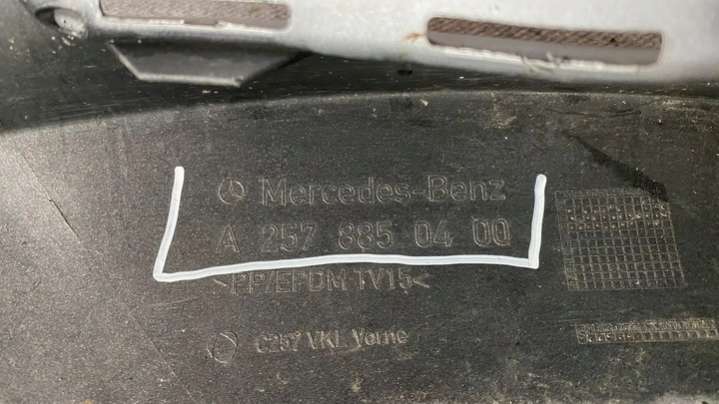 Mercedes-Benz
A 257 885 04 00
>PP/EPDM TV15<
C257 VKL Vorne